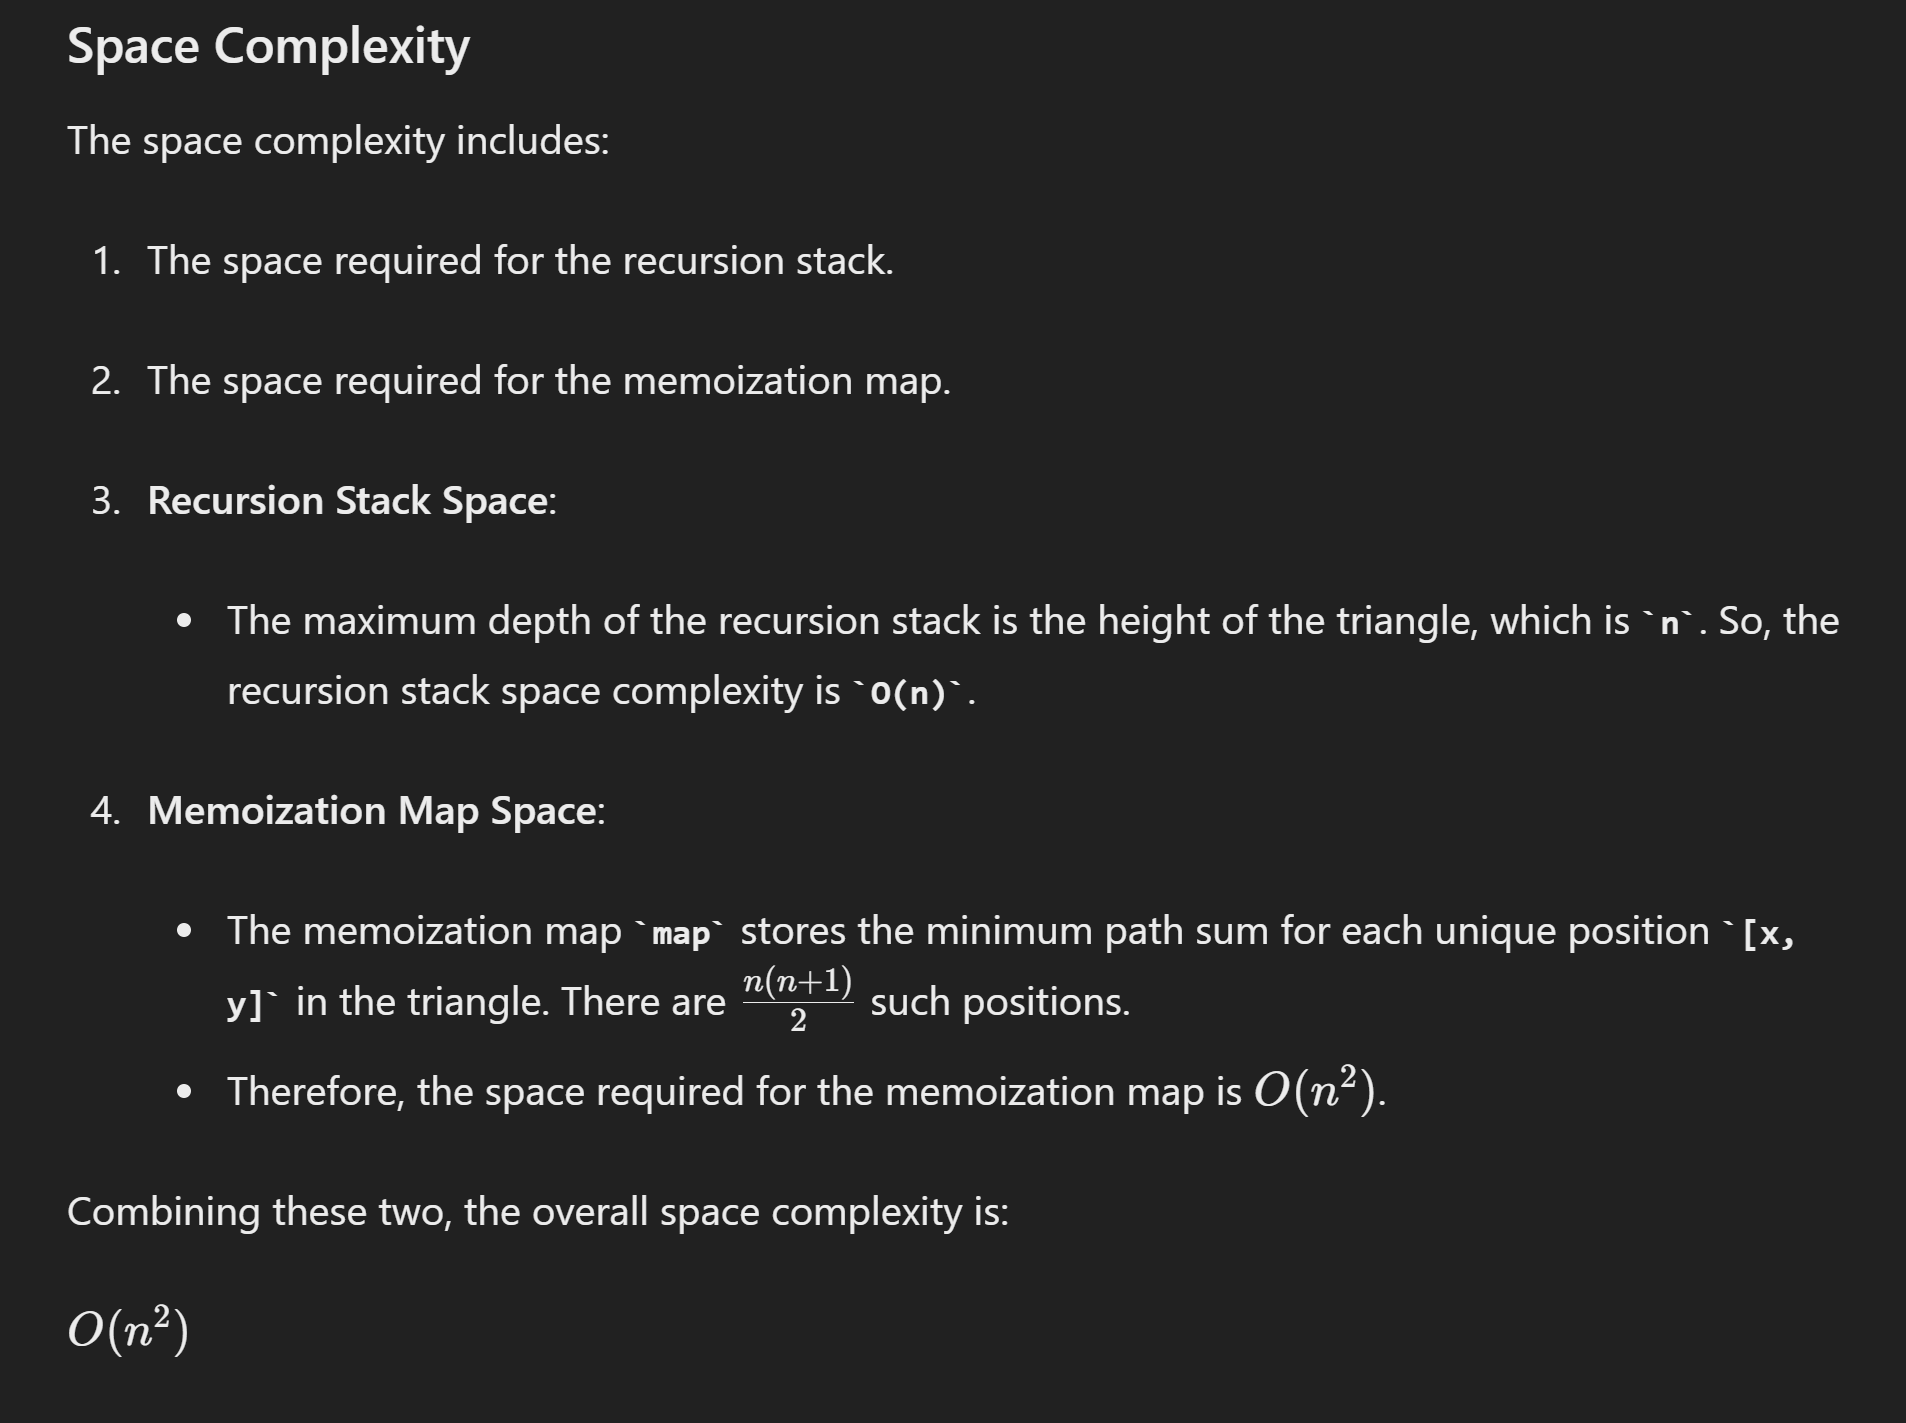 Space Complexity
The space complexity includes:
1. The space required for the recursion stack.
2. The space required for the memoization map.
3. Recursion Stack Space:
• The maximum depth of the recursion stack is the height of the triangle, which is `n`. So, the
recursion stack space complexity is `O(n)`.
4. Memoization Map Space:
• The memoization map `map` stores the minimum path sum for each unique position `[x,
y]` in the triangle. There are \frac{n(n+1)}{2} such positions.
• Therefore, the space required for the memoization map is O(n²).
Combining these two, the overall space complexity is:
O(n²)